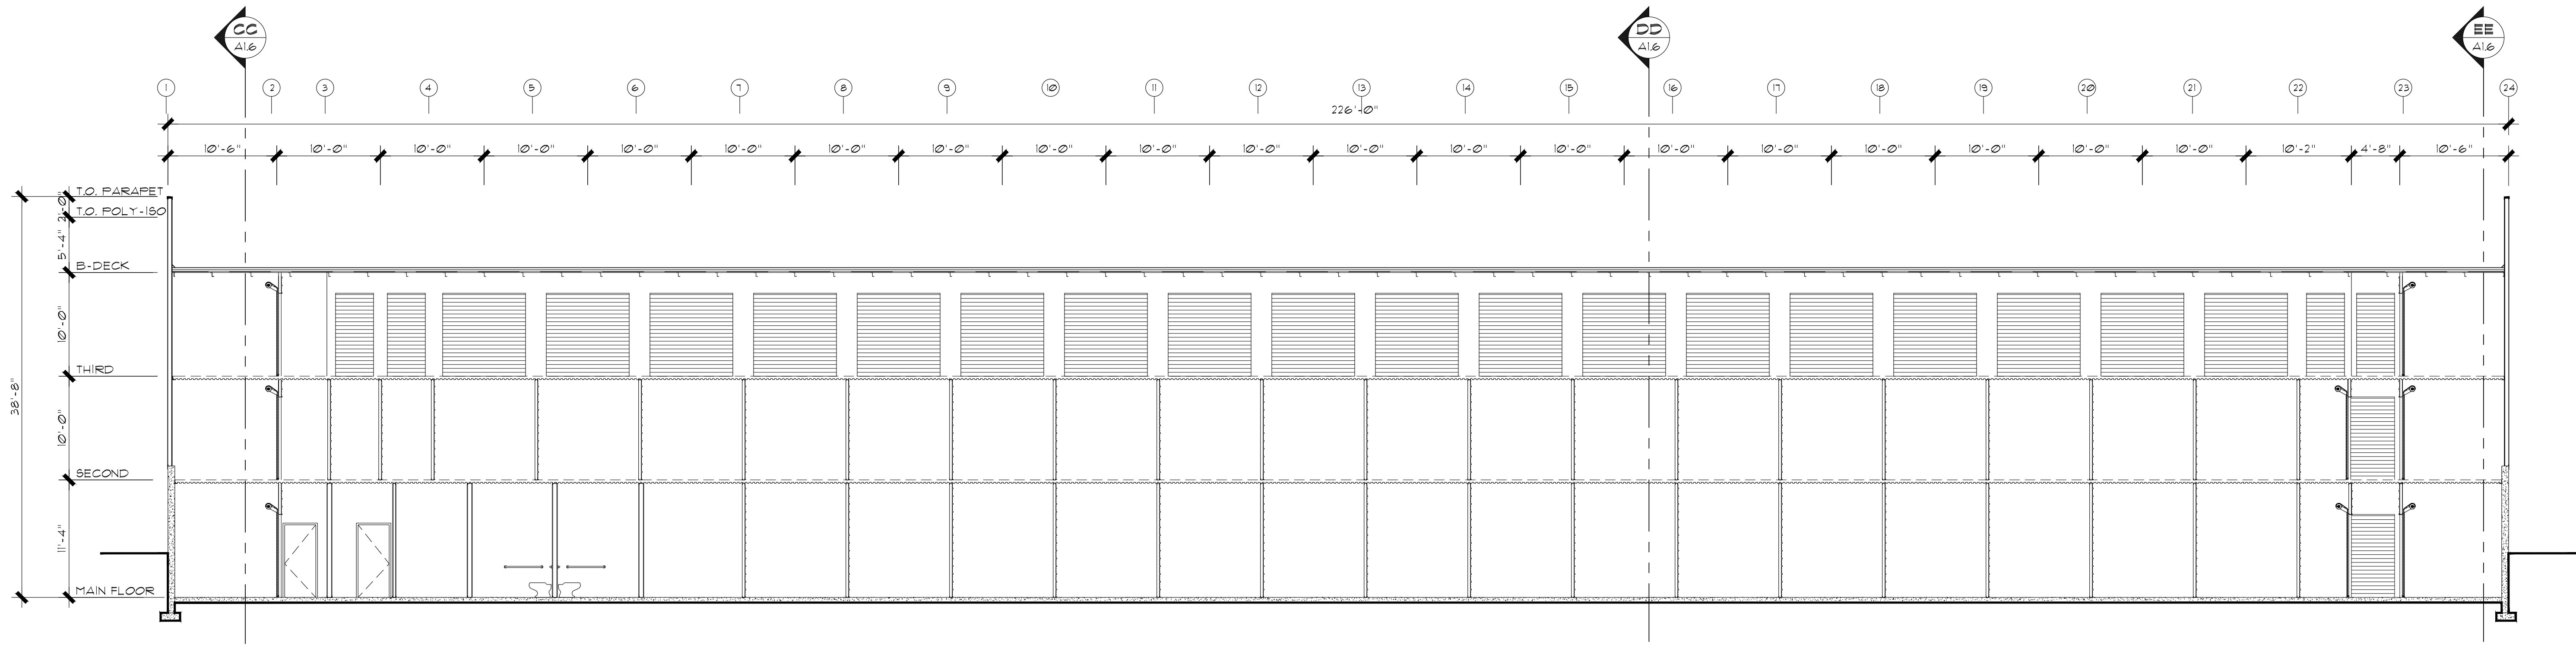 CC DD EE
A1.6 A1.6 A1.6
1 2 3 4 5 6 7 8 9 10 11 12 13 14 15 16 17 18 19 20 21 22 23 24
226'-0"
10'-6" 10'-0" 10'-0" 10'-0" 10'-0" 10'-0" 10'-0" 10'-0" 10'-0" 10'-0" 10'-0" 10'-0" 10'-0" 10'-0" 10'-0" 10'-0" 10'-0" 10'-0" 10'-0" 10'-0" 10'-2" 4'-8" 10'-6"
T.O. PARAPET
2'-0"
T.O. POLY-ISO
5'-4"
B-DECK
10'-0"
THIRD
38'-8"
10'-0"
SECOND
11'-4"
MAIN FLOOR